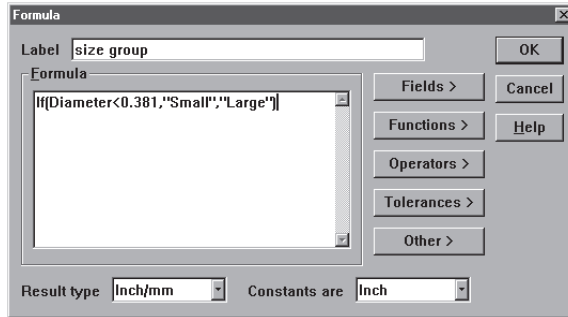 Formula
Label size group OK
Formula
If(Diameter<0.381,"Small","Large")
Fields >
Cancel
Functions >
Help
Operators >
Tolerances >
Other >
Result type Inch/mm Constants are Inch